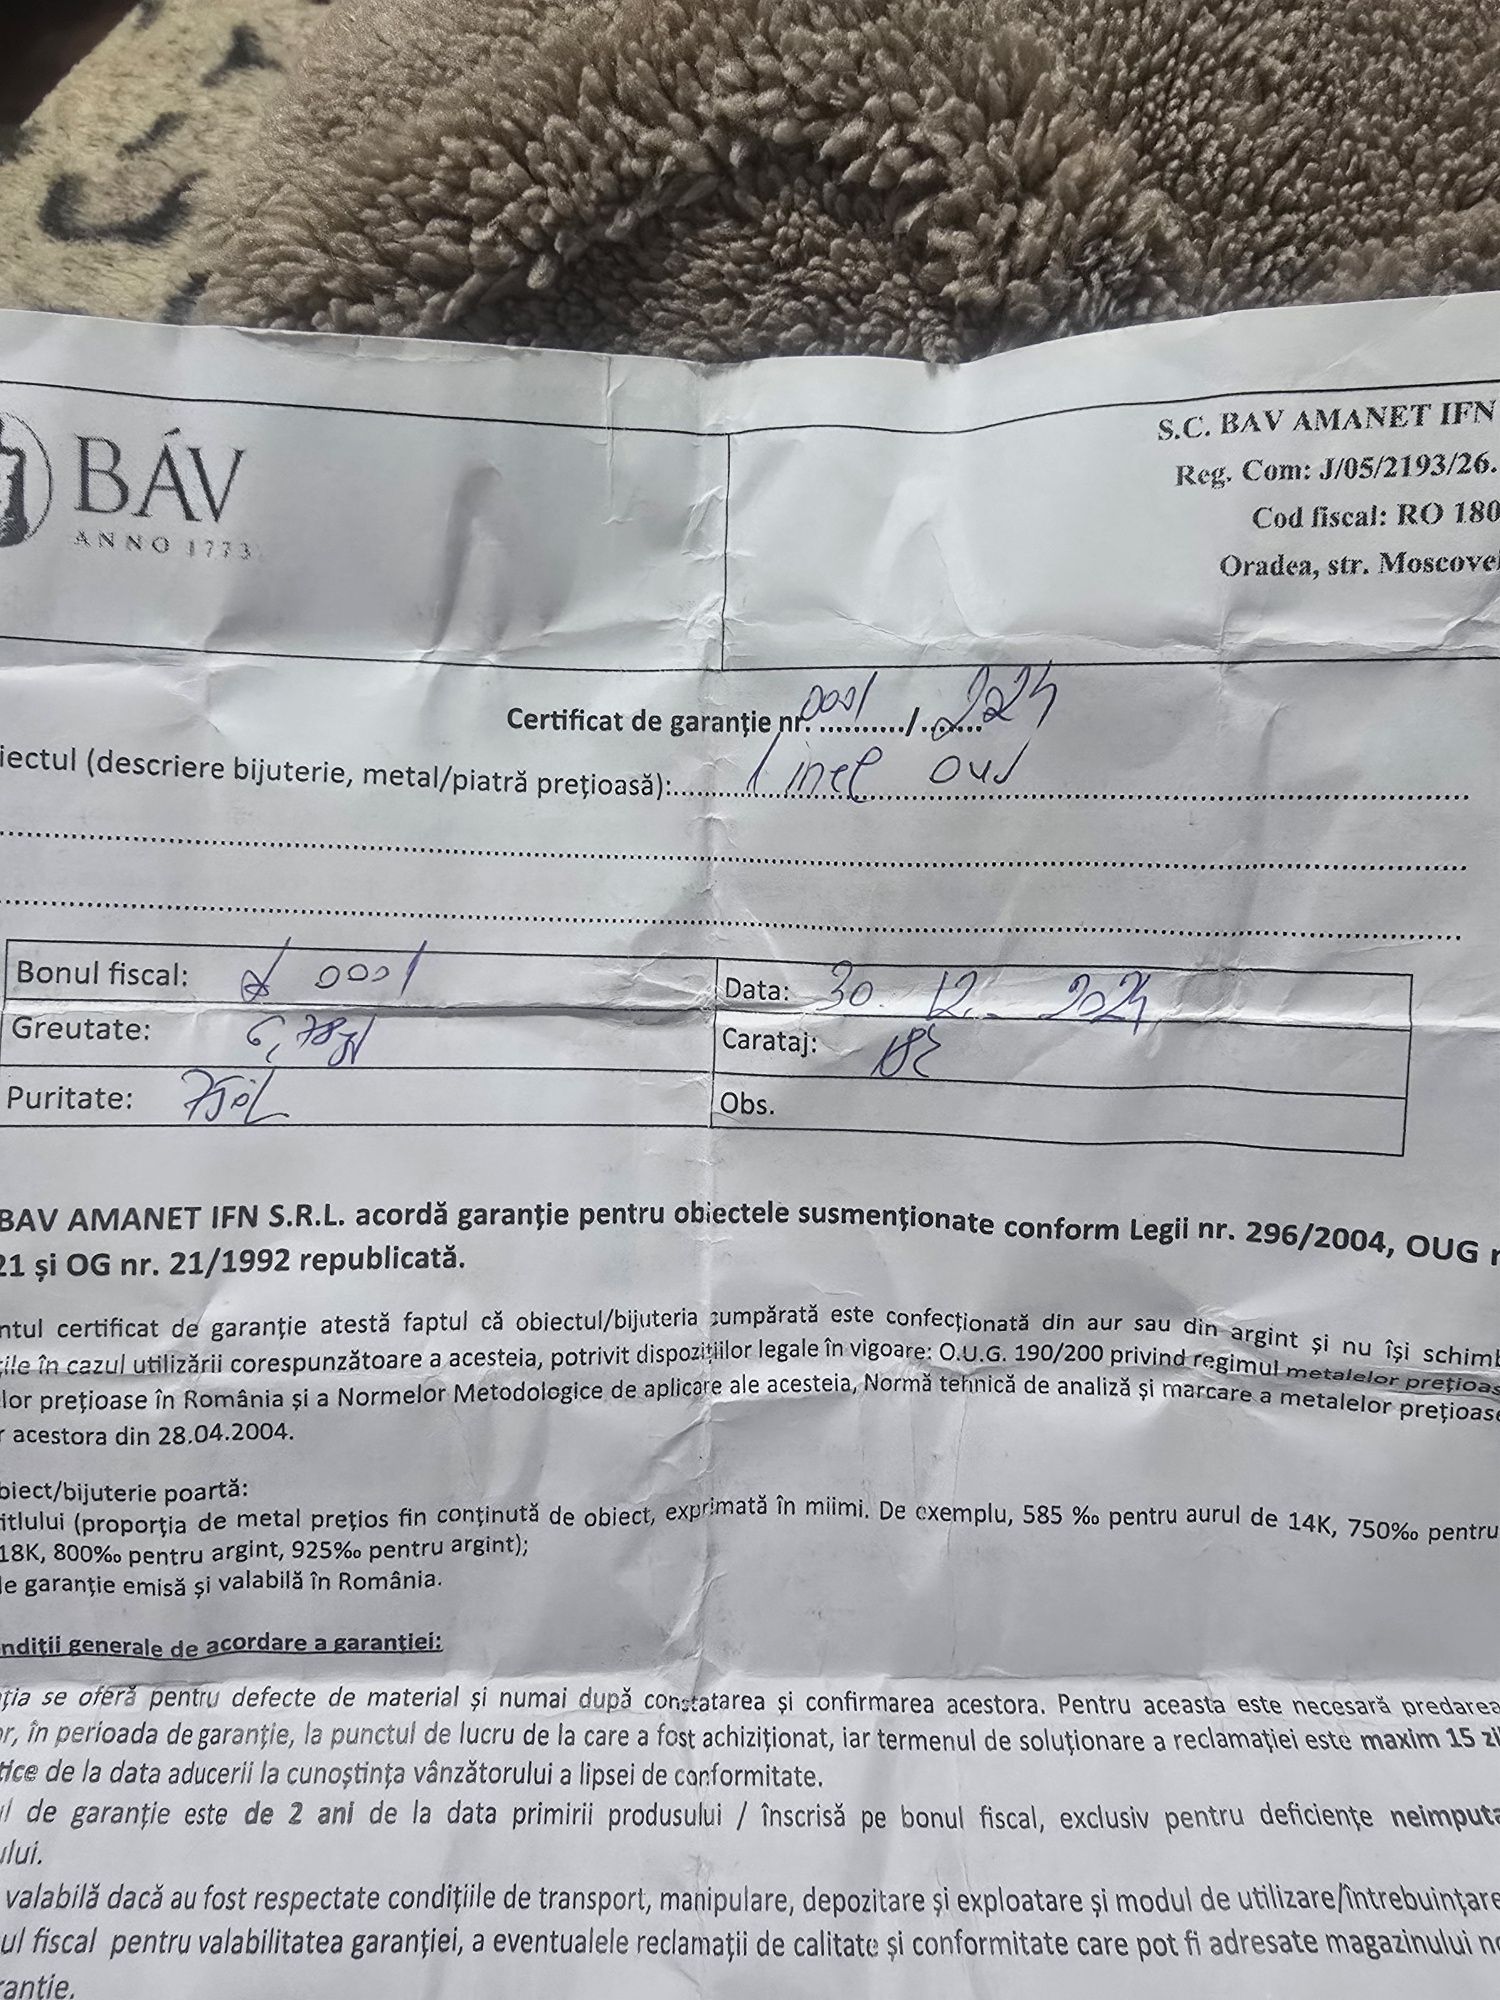 BÁV
ANNO 1773
S.C. BAV AMANET IFN
Reg. Com: J/05/2193/26.
Cod fiscal: RO 180
Oradea, str. Moscovei
Certificat de garanție nr. 0001 / 2024
iectul (descriere bijuterie, metal/piatră prețioasă): 1 inel aur
Bonul fiscal: 0001
Data: 30. 12. 2024
Greutate: 6,78gr
Carataj: 18k
Puritate: 750‰
Obs.
BAV AMANET IFN S.R.L. acordă garanție pentru obiectele susmenționate conform Legii nr. 296/2004, OUG n
21 și OG nr. 21/1992 republicată.
ntul certificat de garanție atestă faptul că obiectul/bijuteria cumpărată este confecționată din aur sau din argint și nu își schimb
țile în cazul utilizării corespunzătoare a acesteia, potrivit dispozițiilor legale în vigoare: O.U.G. 190/200 privind regimul metalelor prețioas
lor prețioase în România și a Normelor Metodologice de aplicare ale acesteia, Normă tehnică de analiză și marcare a metalelor prețioase
r acestora din 28.04.2004.
biect/bijuterie poartă:
itlului (proporția de metal prețios fin conținută de obiect, exprimată în miimi. De exemplu, 585 ‰ pentru aurul de 14K, 750‰ pentru
18K, 800‰ pentru argint, 925‰ pentru argint);
de garanție emisă și valabilă în România.
ndiții generale de acordare a garanției:
ția se oferă pentru defecte de material și numai după constatarea și confirmarea acestora. Pentru aceasta este necesară predarea
or, în perioada de garanție, la punctul de lucru de la care a fost achiziționat, iar termenul de soluționare a reclamației este maxim 15 zil
tice de la data aducerii la cunoștința vânzătorului a lipsei de conformitate.
ul de garanție este de 2 ani de la data primirii produsului / înscrisă pe bonul fiscal, exclusiv pentru deficiențe neimputa
ului.
valabilă dacă au fost respectate condițiile de transport, manipulare, depozitare și exploatare și modul de utilizare/întrebuințare
ul fiscal pentru valabilitatea garanției, a eventualele reclamații de calitate și conformitate care pot fi adresate magazinului no
ranție.